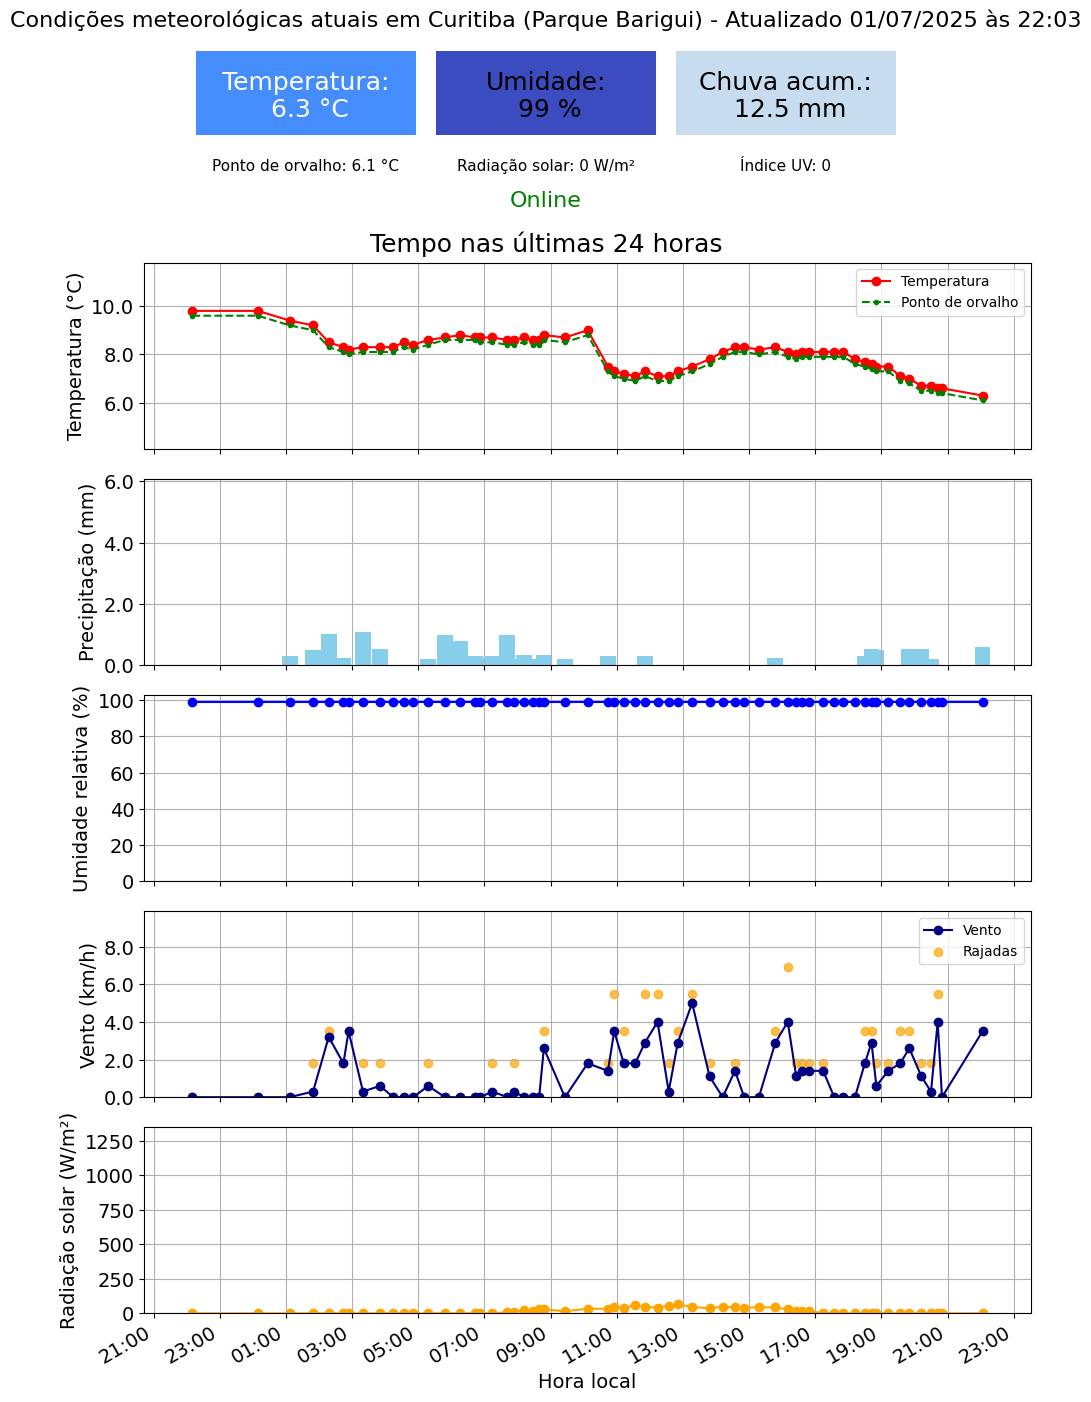 Condições meteorológicas atuais em Curitiba (Parque Barigui) - Atualizado 01/07/2025 às 22:03
Temperatura:
6.3 °C
Umidade:
99 %
Chuva acum.:
12.5 mm
Ponto de orvalho: 6.1 °C
Radiação solar: 0 W/m²
Índice UV: 0
Online
Tempo nas últimas 24 horas
Temperatura (°C)
10.0
8.0
6.0
Temperatura
Ponto de orvalho
Precipitação (mm)
6.0
4.0
2.0
0.0
Umidade relativa (%)
100
80
60
40
20
0
Vento (km/h)
8.0
6.0
4.0
2.0
0.0
Vento
Rajadas
Radiação solar (W/m²)
1250
1000
750
500
250
0
21:00
23:00
01:00
03:00
05:00
07:00
09:00
11:00
13:00
15:00
17:00
19:00
21:00
23:00
Hora local